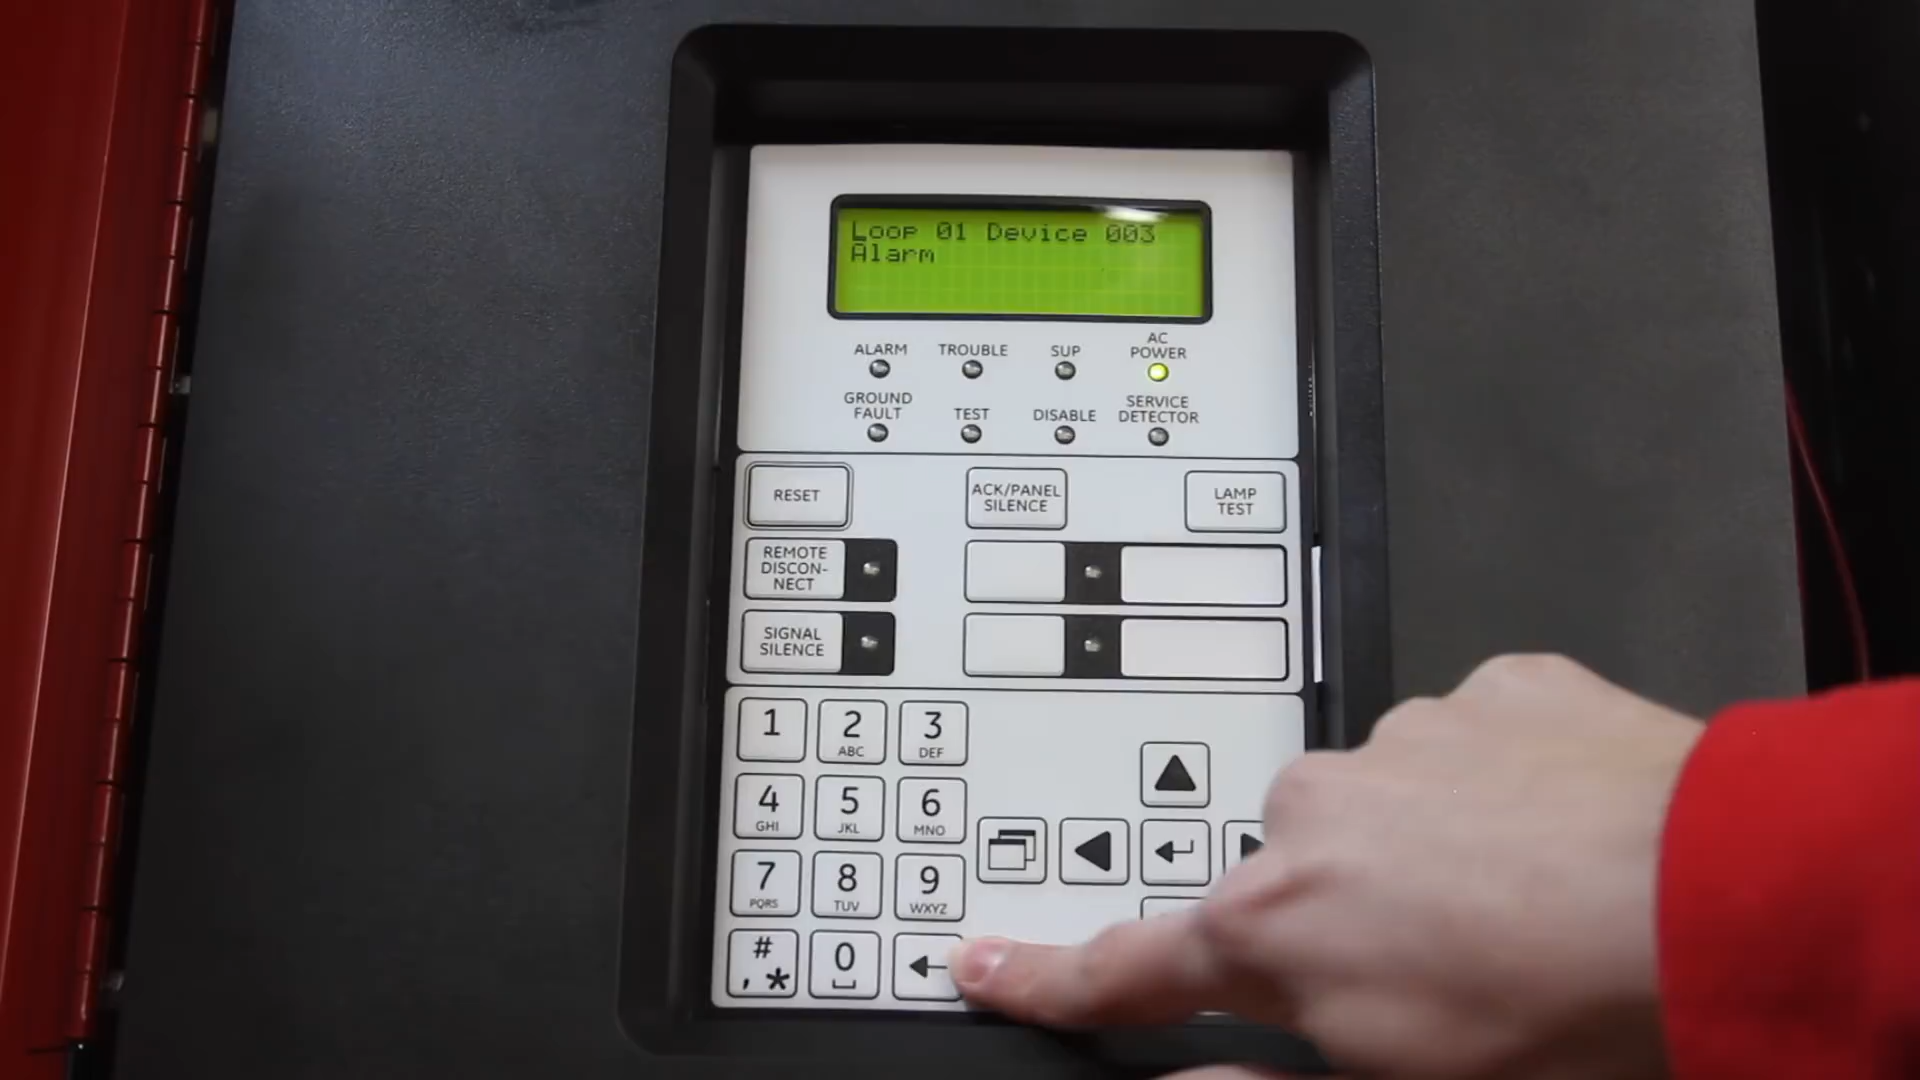 Loop 01 Device 003
Alarm
ALARM
TROUBLE
SUP
AC
POWER
GROUND
FAULT
TEST
DISABLE
SERVICE
DETECTOR
RESET
ACK/PANEL
SILENCE
LAMP
TEST
REMOTE
DISCON-
NECT
SIGNAL
SILENCE
1
2
ABC
3
DEF
4
GHI
5
JKL
6
MNO
7
PQRS
8
TUV
9
WXYZ
#
, *
0